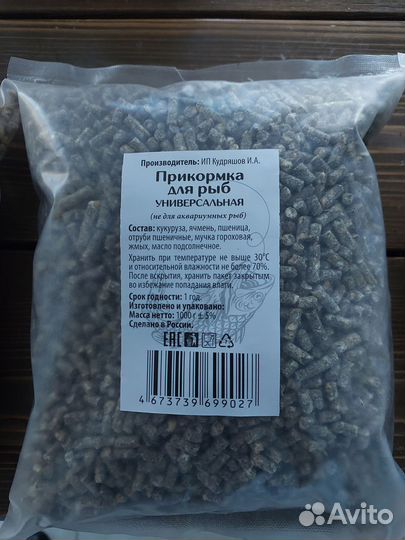 Производитель: ИП Кудряшов И.А.
Прикормка
для рыб
УНИВЕРСАЛЬНАЯ
(не для аквариумных рыб)
Состав: кукуруза, ячмень, пшеница,
отруби пшеничные, мучка гороховая,
жмых, масло подсолнечное.
Хранить при температуре не выше 30°С
и относительной влажности не более 70%.
После вскрытия, хранить пакет закрытым
во избежание попадания влаги.
Срок годности: 1 год.
Изготовлено и упаковано:
Масса нетто: 1000 г ± 5%
Сделано в России.
EAC
4 673739 699027
Avito